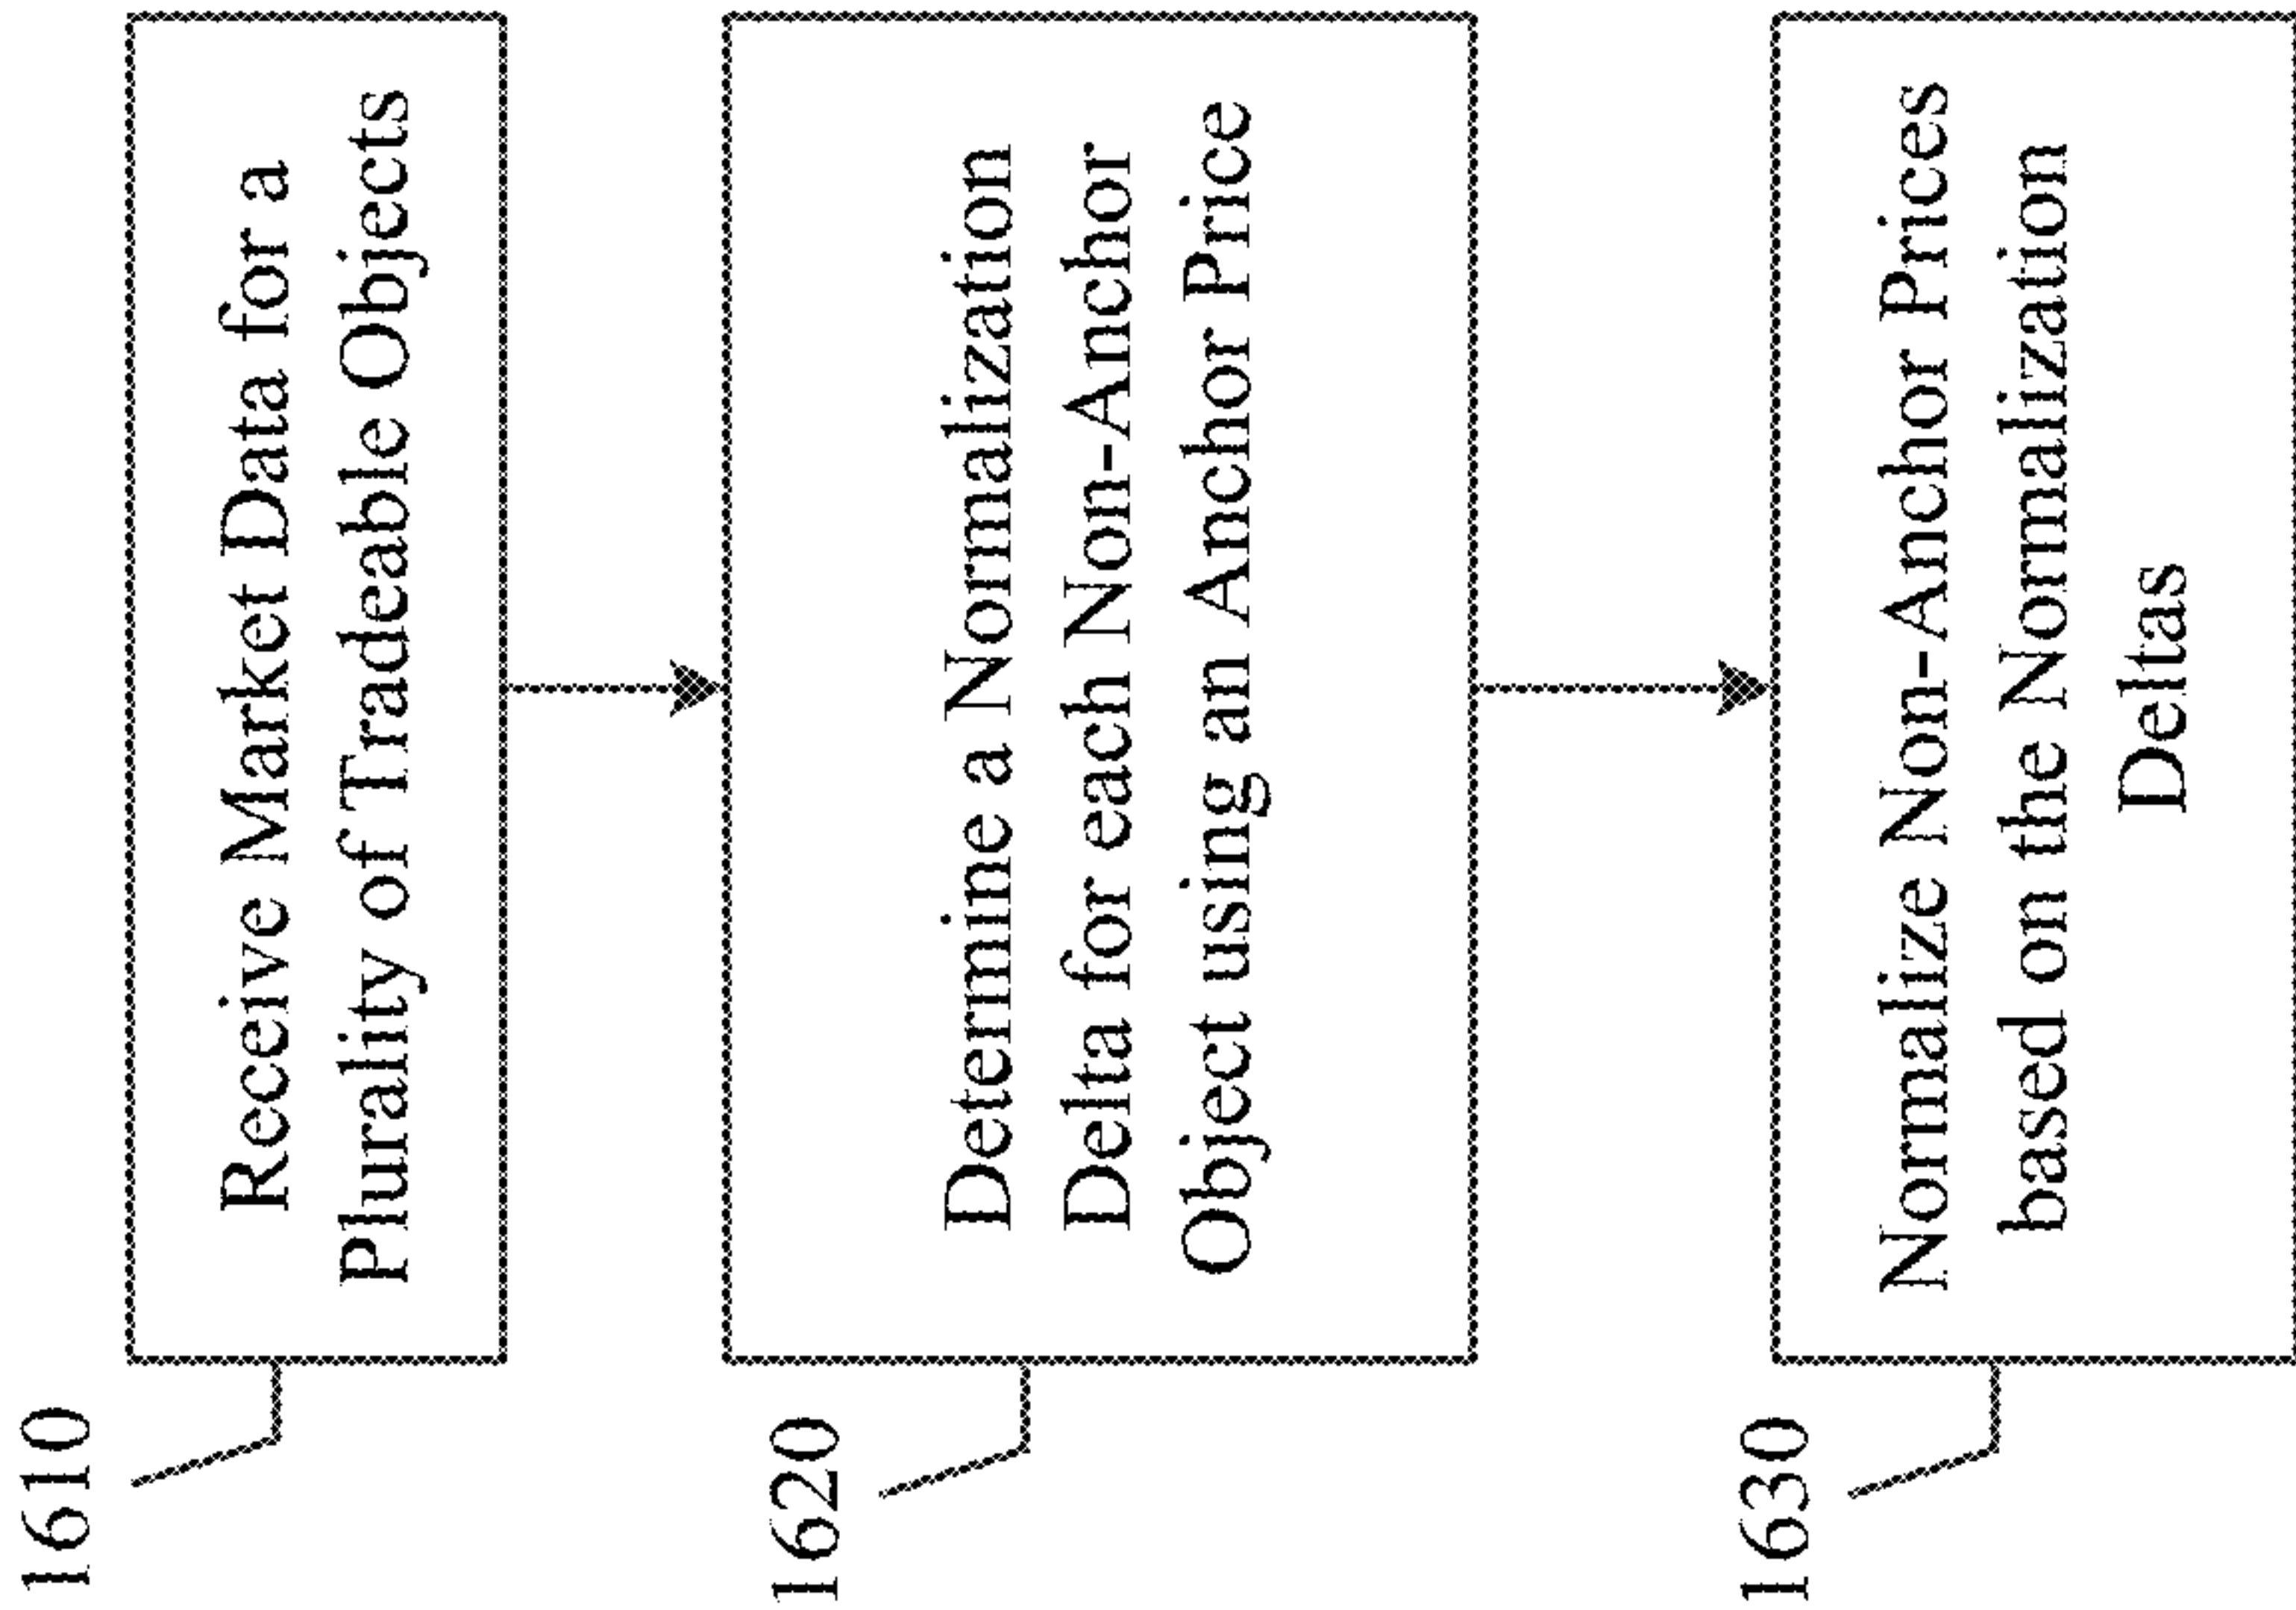 1610
Receive Market Data for a
Plurality of Tradeable Objects
1620
Determine a Normalization
Delta for each Non-Anchor
Object using an Anchor Price
1630
Normalize Non-Anchor Prices
based on the Normalization
Deltas